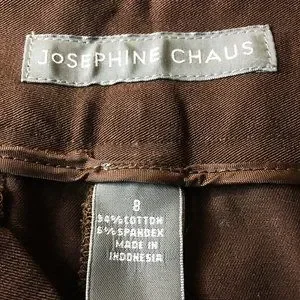 JOSEPHINE CHAUS
8
94% COTTON
6% SPANDEX
MADE IN
INDONESIA